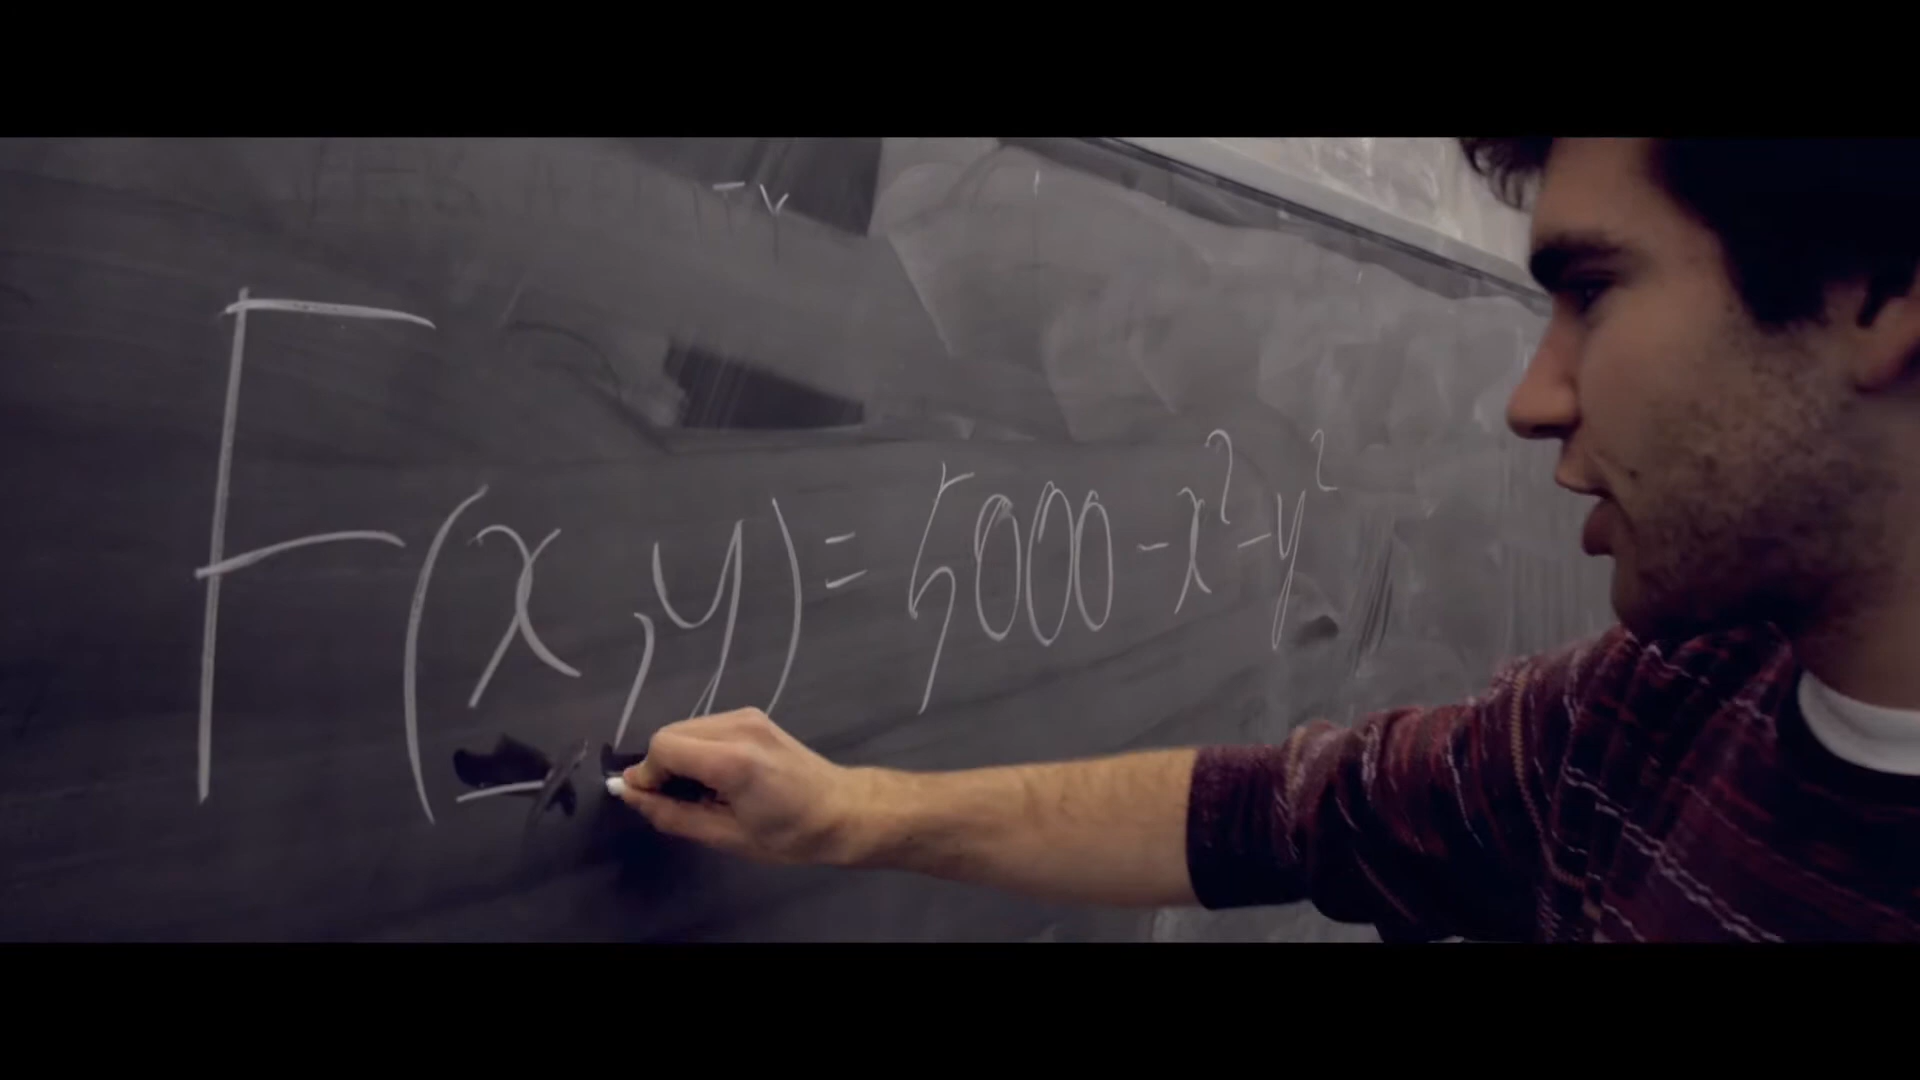 F(x,y) = 5000 - x² - y²